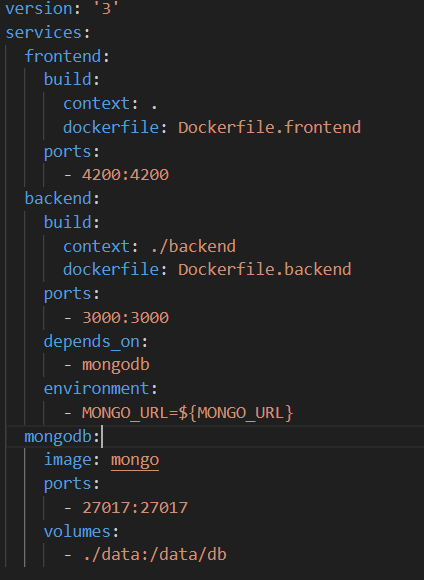 version: '3'
services:
  frontend:
    build:
      context: .
      dockerfile: Dockerfile.frontend
    ports:
      - 4200:4200
  backend:
    build:
      context: ./backend
      dockerfile: Dockerfile.backend
    ports:
      - 3000:3000
    depends_on:
      - mongodb
    environment:
      - MONGO_URL=${MONGO_URL}
  mongodb:
    image: mongo
    ports:
      - 27017:27017
    volumes:
      - ./data:/data/db